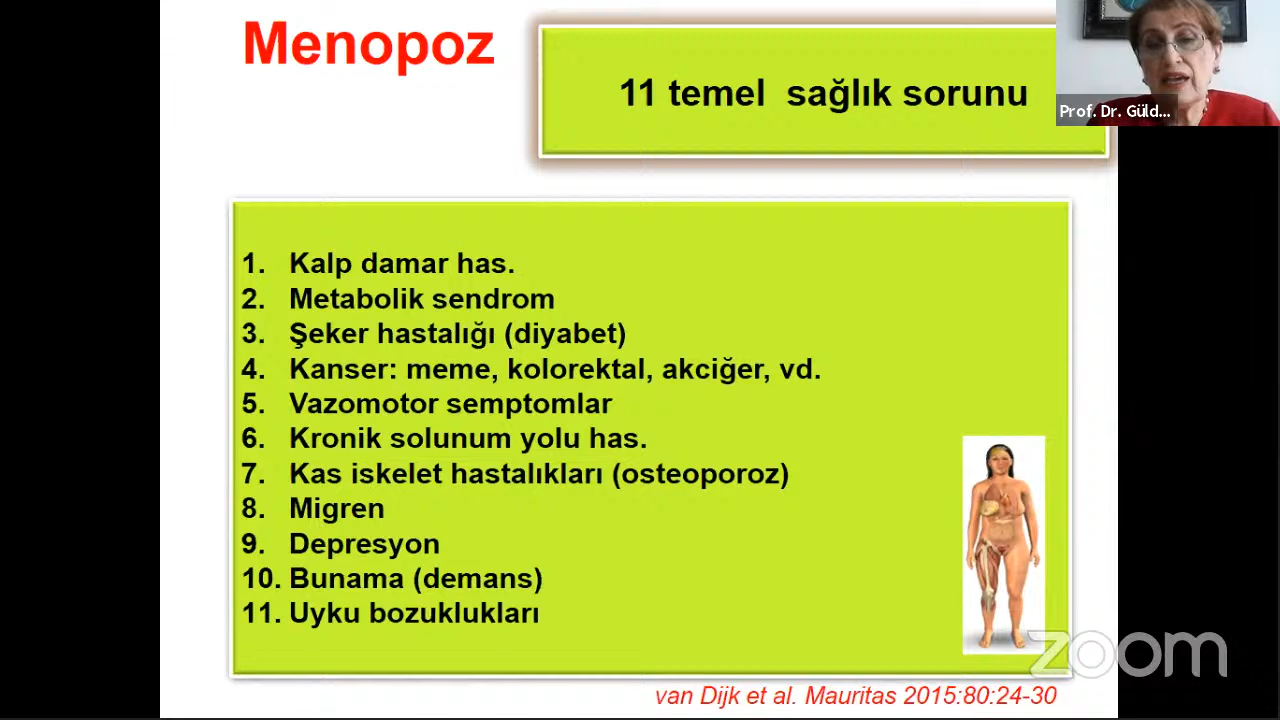 Menopoz
11 temel sağlık sorunu
Prof. Dr. Güld...
1. Kalp damar has.
2. Metabolik sendrom
3. Şeker hastalığı (diyabet)
4. Kanser: meme, kolorektal, akciğer, vd.
5. Vazomotor semptomlar
6. Kronik solunum yolu has.
7. Kas iskelet hastalıkları (osteoporoz)
8. Migren
9. Depresyon
10. Bunama (demans)
11. Uyku bozuklukları
zoom
van Dijk et al. Mauritas 2015:80:24-30